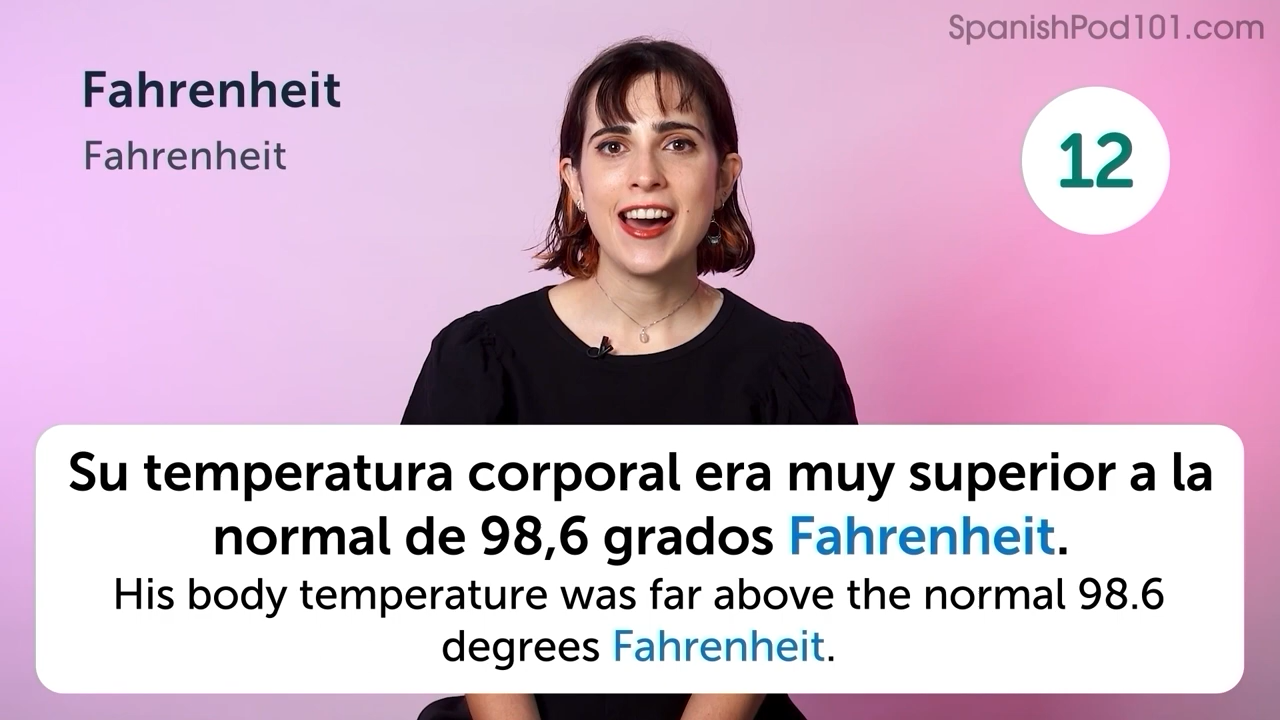 SpanishPod101.com
Fahrenheit
Fahrenheit
12
Su temperatura corporal era muy superior a la
normal de 98,6 grados Fahrenheit.
His body temperature was far above the normal 98.6
degrees Fahrenheit.